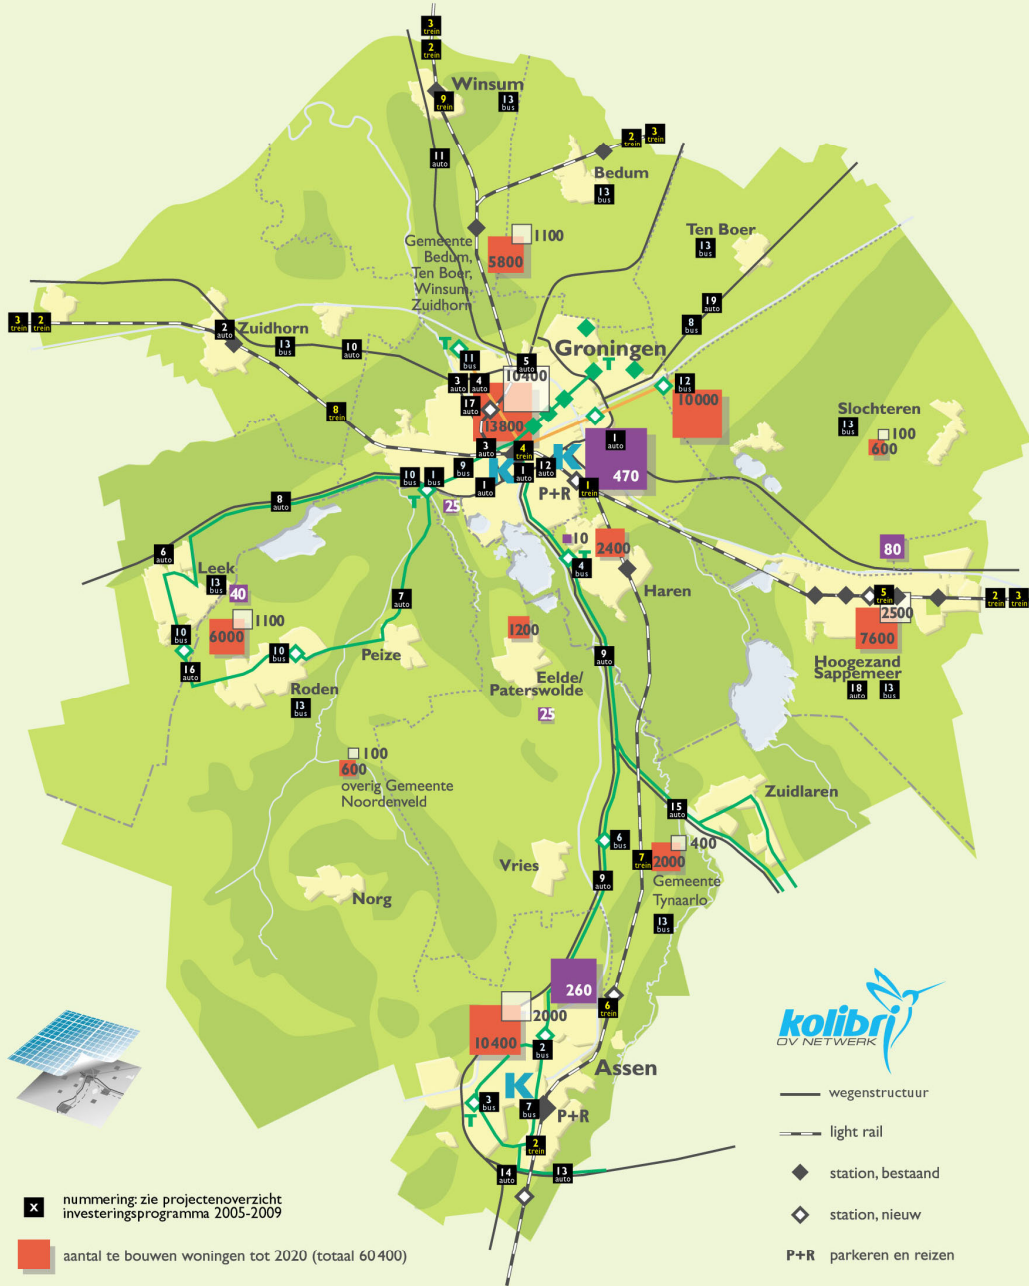 3
trein
2
trein
Winsum
9
trein
13
bus
11
auto
2
trein
3
trein
Bedum
13
bus
Ten Boer
13
bus
1100
5800
Gemeente
Bedum,
Ten Boer,
Winsum,
Zuidhorn
19
auto
8
bus
3
trein
2
trein
2
auto
Zuidhorn
13
bus
10
auto
T
11
bus
5
auto
Groningen
T
3
auto
4
auto
10400
12
bus
10000
17
auto
13800
8
trein
Slochteren
13
bus
100
600
3
auto
4
trein
K
K
1
auto
470
10
bus
1
bus
9
bus
1
auto
1
auto
12
auto
P+R
1
trein
T
25
8
auto
10
2400
T
4
bus
80
6
auto
Leek
13
bus
40
Haren
5
trein
2
trein
3
trein
2500
7600
7
auto
1100
6000
10
bus
1200
16
auto
10
bus
Peize
9
auto
Hoogezand
Sappemeer
18
auto
13
bus
Roden
13
bus
Eelde/
Paterswolde
25
100
600
overig Gemeente
Noordenveld
Zuidlaren
15
auto
6
bus
7
trein
400
2000
Gemeente
Tynaarlo
Vries
9
auto
Norg
13
bus
260
6
trein
2000
10400
2
bus
Assen
K
3
bus
T
7
bus
P+R
2
trein
14
auto
13
auto
kolibri
OV NETWERK
wegenstructuur
light rail
station, bestaand
station, nieuw
P+R parkeren en reizen
x
nummering: zie projectenoverzicht
investeringsprogramma 2005-2009
aantal te bouwen woningen tot 2020 (totaal 60400)